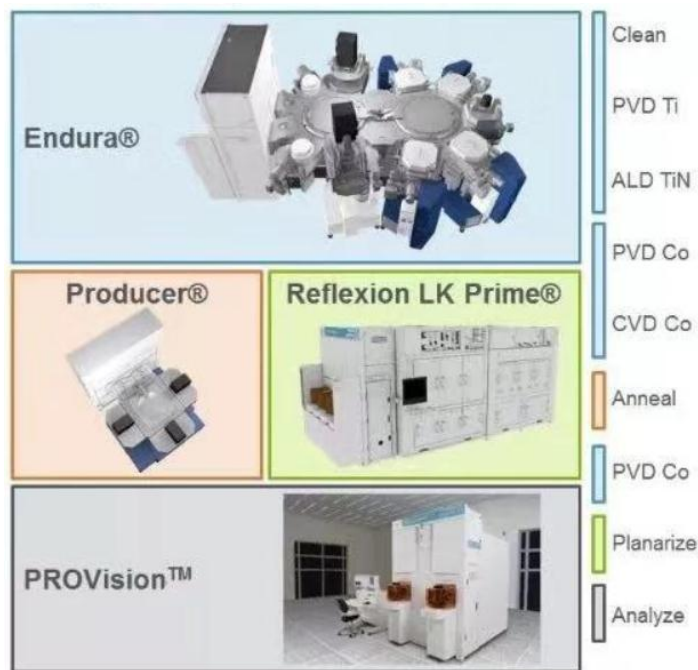 Endura®
Producer®
Reflexion LK Prime®
PROVision™
Clean
PVD Ti
ALD TiN
PVD Co
CVD Co
Anneal
PVD Co
Planarize
Analyze